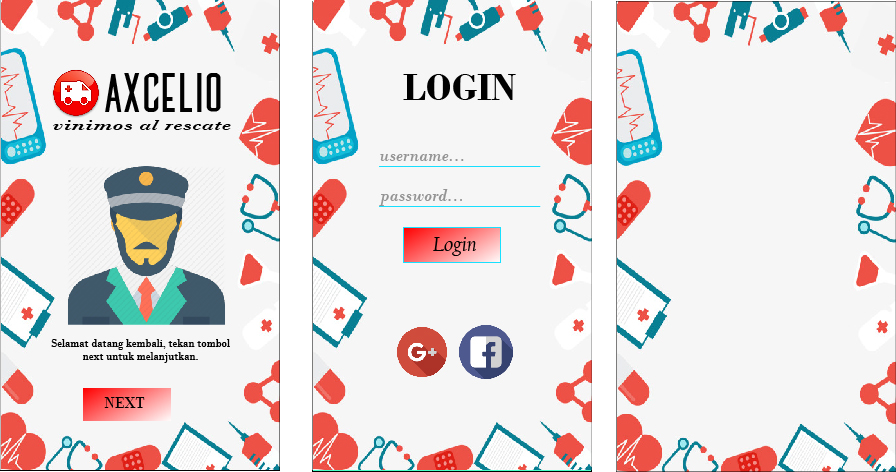 AXCELIO
vinimos al rescate
Selamat datang kembali, tekan tombol
next untuk melanjutkan.
NEXT
LOGIN
username...
password...
Login
G+
f